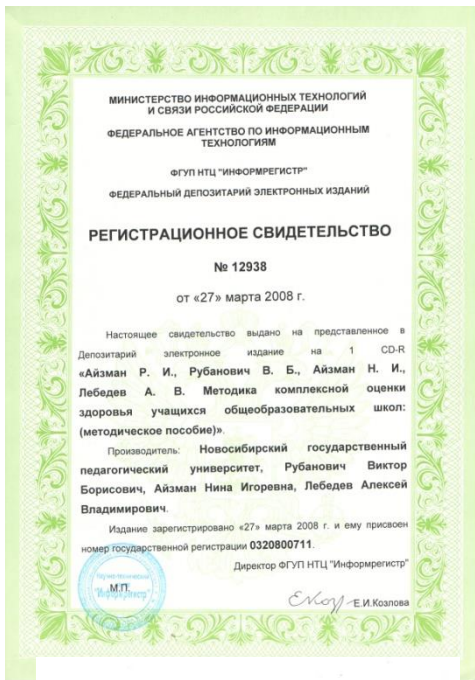 МИНИСТЕРСТВО ИНФОРМАЦИОННЫХ ТЕХНОЛОГИЙ
И СВЯЗИ РОССИЙСКОЙ ФЕДЕРАЦИИ
ФЕДЕРАЛЬНОЕ АГЕНТСТВО ПО ИНФОРМАЦИОННЫМ
ТЕХНОЛОГИЯМ
ФГУП НТЦ "ИНФОРМРЕГИСТР"
ФЕДЕРАЛЬНЫЙ ДЕПОЗИТАРИЙ ЭЛЕКТРОННЫХ ИЗДАНИЙ
РЕГИСТРАЦИОННОЕ СВИДЕТЕЛЬСТВО
№ 12938
от «27» марта 2008 г.
Настоящее свидетельство выдано на представленное в
Депозитарий электронное издание на 1 CD-R
«Айзман Р. И., Рубанович В. Б., Айзман Н. И.,
Лебедев А. В. Методика комплексной оценки
здоровья учащихся общеобразовательных школ:
(методическое пособие)».
Производитель: Новосибирский государственный
педагогический университет, Рубанович Виктор
Борисович, Айзман Нина Игоревна, Лебедев Алексей
Владимирович.
Издание зарегистрировано «27» марта 2008 г. и ему присвоен
номер государственной регистрации 0320800711.
Директор ФГУП НТЦ "Информрегистр"
М.П.
"Информрегистр"
Е.И.Козлова